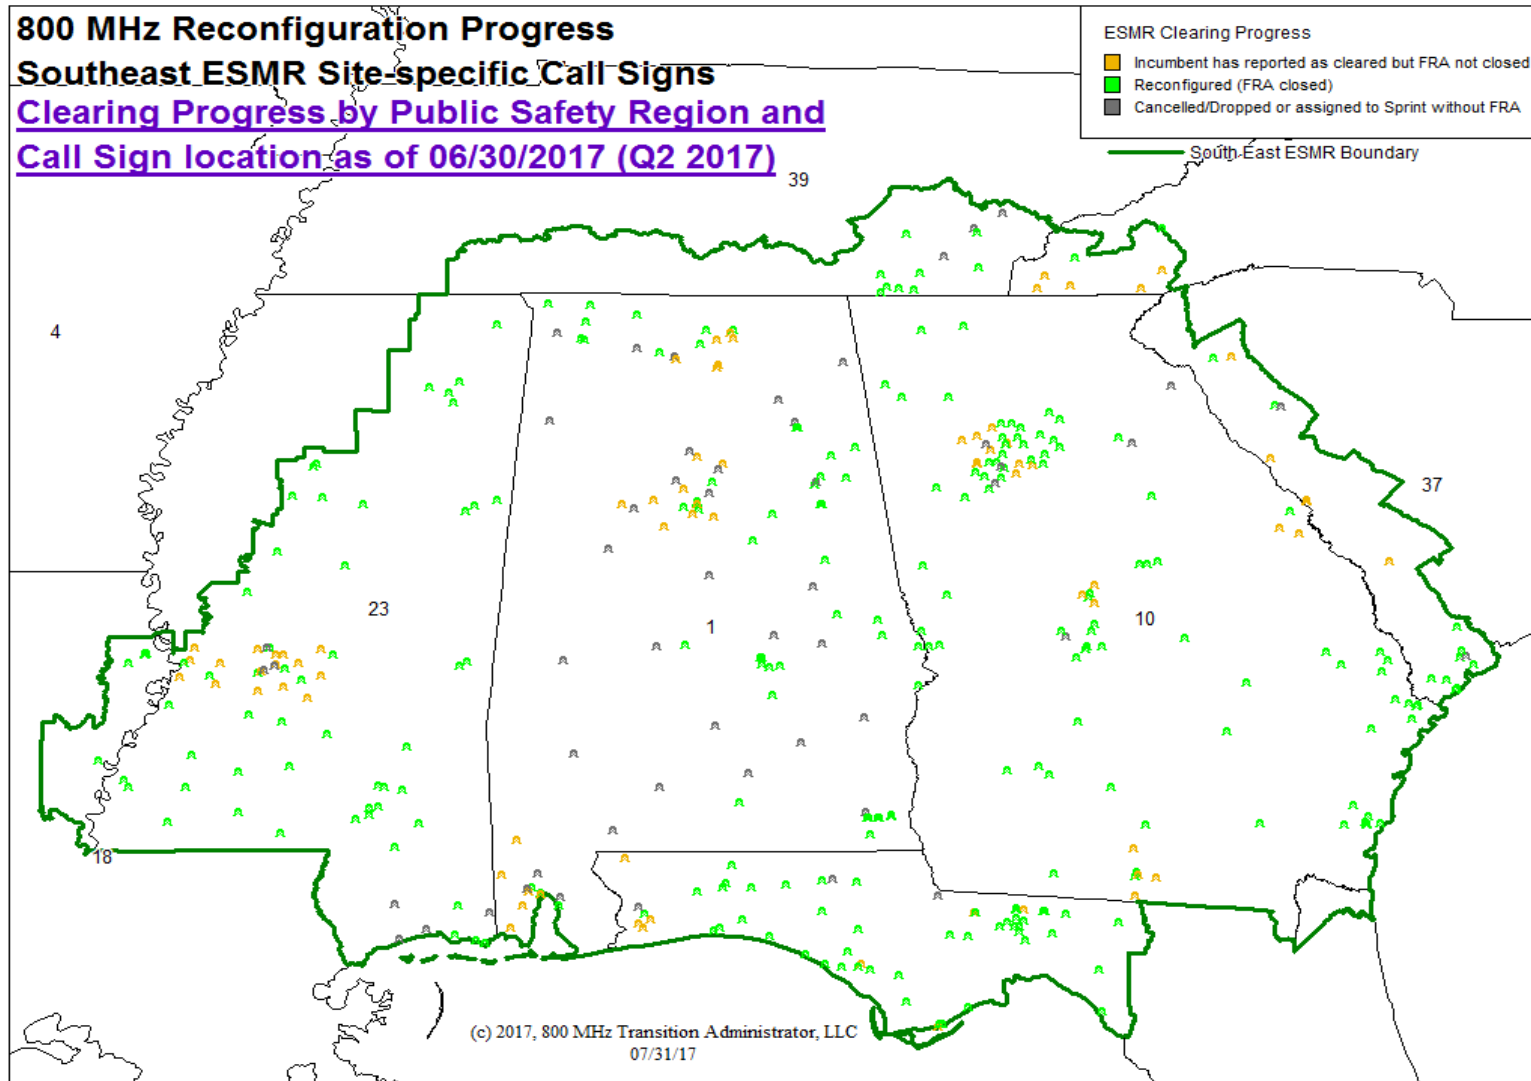 800 MHz Reconfiguration Progress
Southeast ESMR Site-specific Call Signs
Clearing Progress by Public Safety Region and
Call Sign location as of 06/30/2017 (Q2 2017)
ESMR Clearing Progress
Incumbent has reported as cleared but FRA not closed
Reconfigured (FRA closed)
Cancelled/Dropped or assigned to Sprint without FRA
South East ESMR Boundary
39
4
37
23
1
10
18
(c) 2017, 800 MHz Transition Administrator, LLC
07/31/17